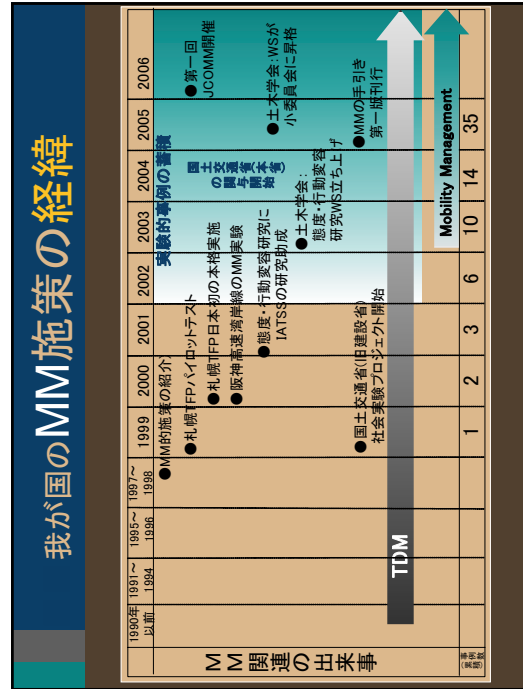 我が国のMM施策の経緯
1990年
以前
1991～
1994
1995～
1996
1997～
1998
1999
2000
2001
2002
2003
2004
2005
2006
MM関連の出来事
実験的事例の蓄積
●MM的施策の紹介)
●札幌TFPパイロットテスト
●札幌TFP日本初の本格実施
●阪神高速湾岸線のMM実験
●態度・行動変容研究に
IATSSの研究助成
国土交通省(本省)
の関与開始
●第一回
JCOMM開催
●土木学会:
態度・行動変容
研究WS立ち上げ
●土木学会:WSが
小委員会に昇格
●国土交通省(旧建設省)
社会実験プロジェクト開始
●MMの手引き
第一版刊行
TDM
Mobility Management
事例数
(累積)
1
2
3
6
10
14
35